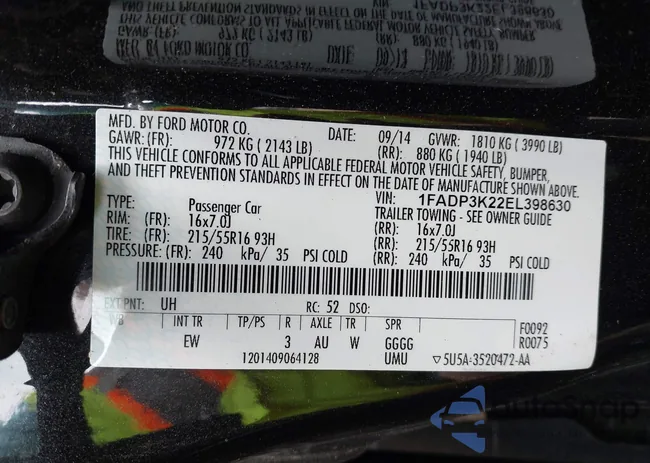 MFD. BY FORD MOTOR CO. DATE: 09/14 GVWR: 1810 KG ( 3990 LB)
GAWR: (FR): 972 KG ( 2143 LB) (RR): 880 KG ( 1940 LB)
THIS VEHICLE CONFORMS TO ALL APPLICABLE FEDERAL MOTOR VEHICLE SAFETY, BUMPER,
AND THEFT PREVENTION STANDARDS IN EFFECT ON THE DATE OF MANUFACTURE SHOWN ABOVE.
VIN: 1FADP3K22EL398630
TYPE: Passenger Car TRAILER TOWING - SEE OWNER GUIDE
RIM: (FR): 16x7.0J (RR): 16x7.0J
TIRE: (FR): 215/55R16 93H (RR): 215/55R16 93H
PRESSURE: (FR): 240 kPa/ 35 PSI COLD (RR): 240 kPa/ 35 PSI COLD
EXT PNT: UH RC: 52 DSO:
WB INT TR TP/PS R AXLE TR SPR F0092
EW 3 AU W GGGG R0075
1201409064128 UMU ▽5U5A-3520472-AA
AutoSnap